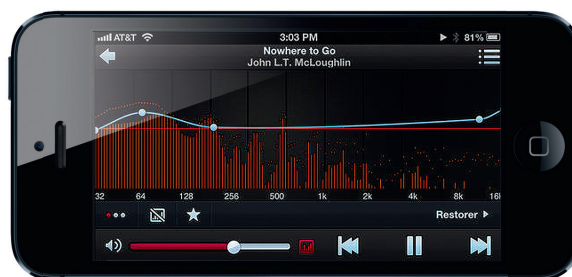 AT&T 3:03 PM 81%
Nowhere to Go
John L.T. McLoughlin
32 64 128 256 500 1k 2k 4k 8k 16k
Restorer